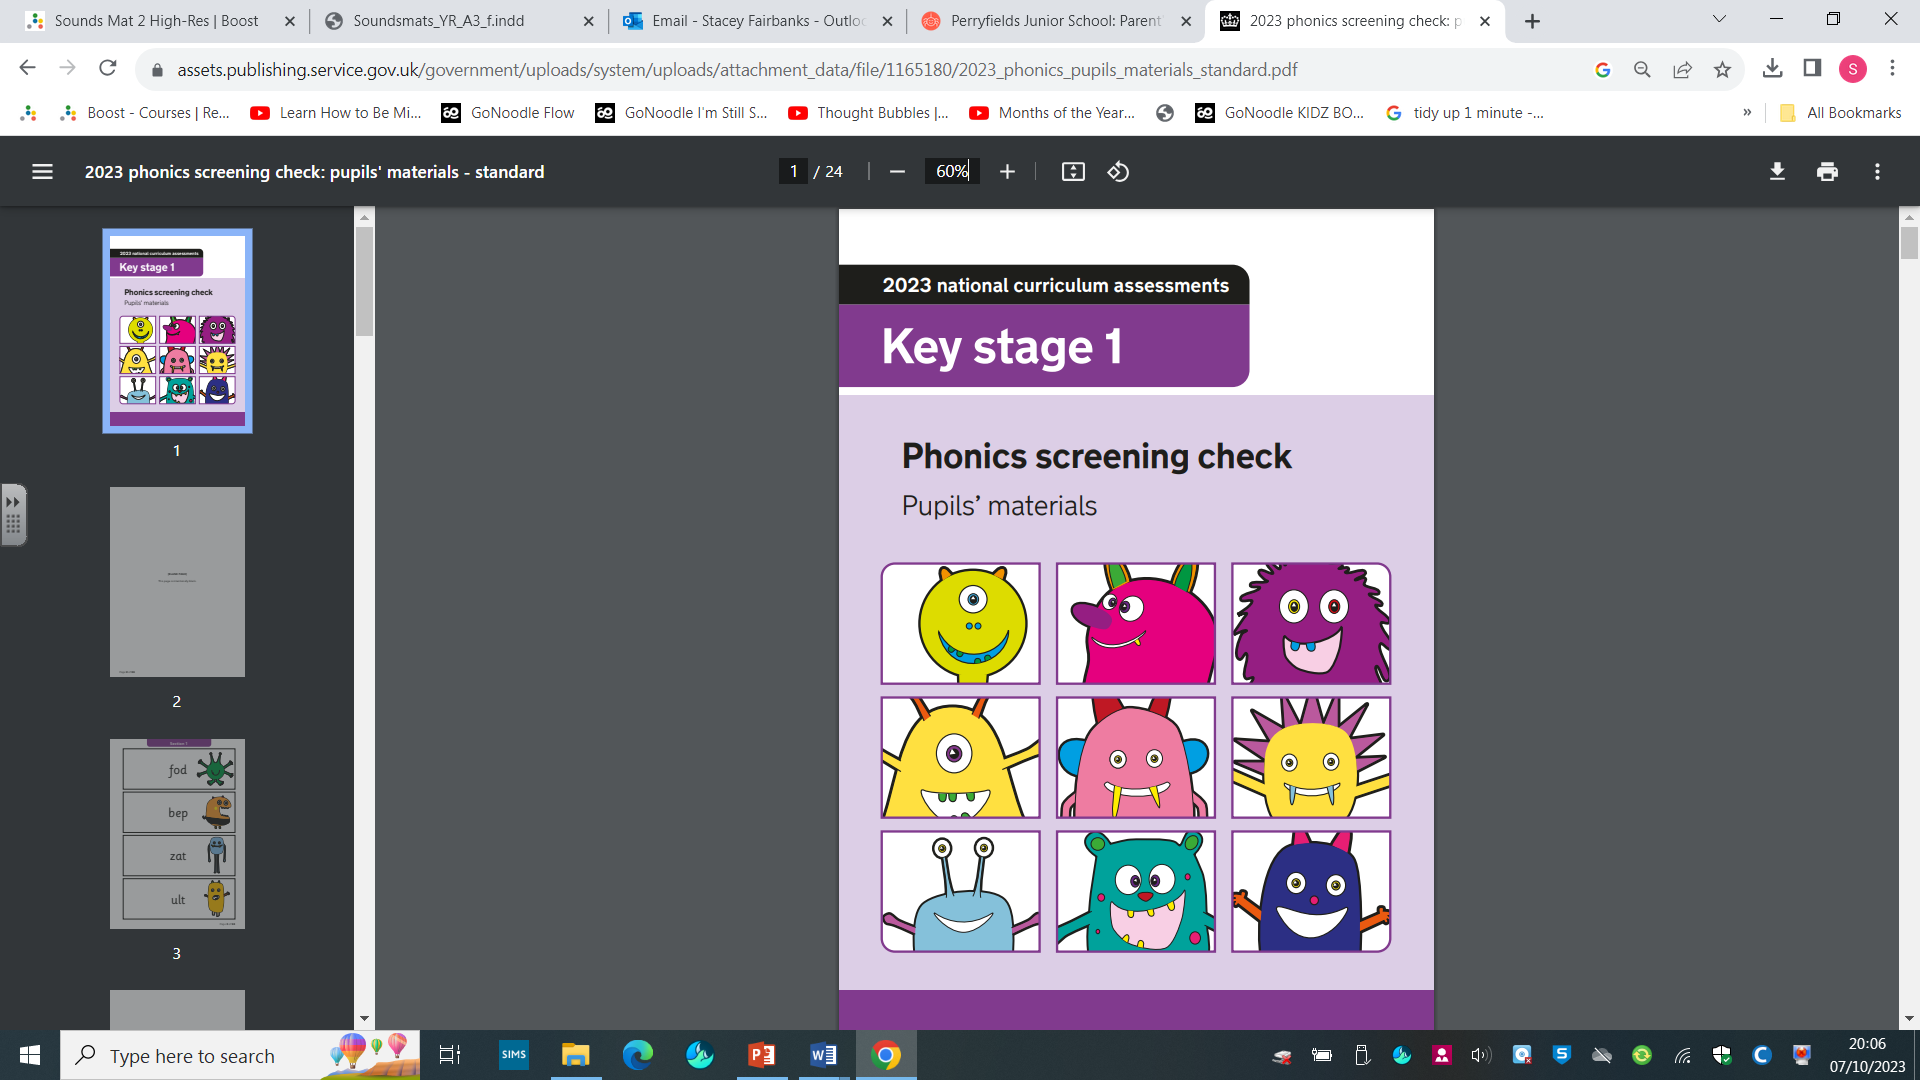 Sounds Mat 2 High-Res | Boost
Soundsmats_YR_A3_f.indd
Email - Stacey Fairbanks - Outloo
Perryfields Junior School: Parent'
2023 phonics screening check: p
assets.publishing.service.gov.uk/government/uploads/system/uploads/attachment_data/file/1165180/2023_phonics_pupils_materials_standard.pdf
S
Boost - Courses | Re...
Learn How to Be Mi...
GoNoodle Flow
GoNoodle I'm Still S...
Thought Bubbles |...
Months of the Year...
GoNoodle KIDZ BO...
tidy up 1 minute -...
»
All Bookmarks
2023 phonics screening check: pupils' materials - standard
1 / 24
60%
2023 national curriculum assessments
Key stage 1
Phonics screening check
Pupils' materials
1
2
fod
bep
zat
ult
3
2023 national curriculum assessments
Key stage 1
Phonics screening check
Pupils’ materials
Type here to search
SIMS
20:06
07/10/2023